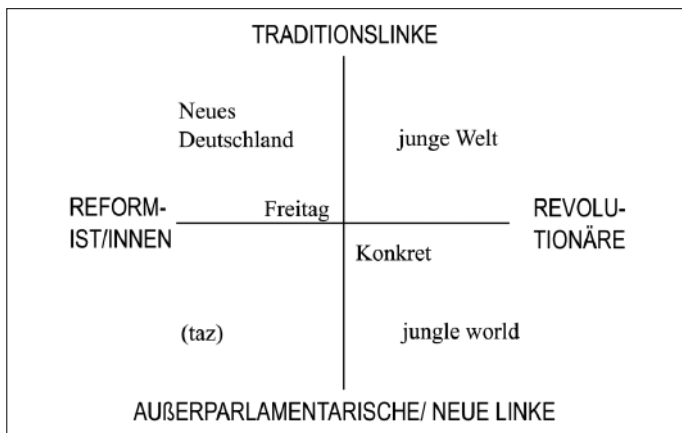 TRADITIONSLINKE
Neues
Deutschland
junge Welt
REFORM-
IST/INNEN
Freitag
REVOLU-
TIONÄRE
Konkret
(taz)
jungle world
AUßERPARLAMENTARISCHE/ NEUE LINKE